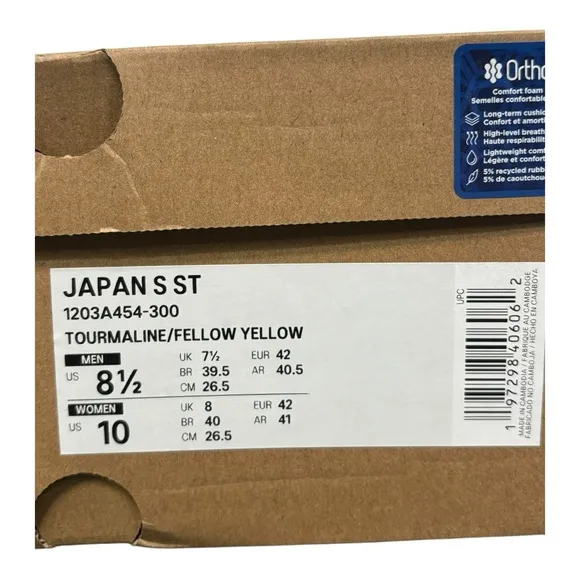 Ortho
Comfort foam
Semelles confortable
Long-term cushio
Confort et amorti
High-level breath
Haute respirabilit
Lightweight comf
Légère et confort
5% recycled rubb
5% de caoutchou
JAPAN S ST
1203A454-300
TOURMALINE/FELLOW YELLOW
MEN
US 8½
UK 7½ EUR 42
BR 39.5 AR 40.5
CM 26.5
WOMEN
US 10
UK 8 EUR 42
BR 40 AR 41
CM 26.5
UPC
1 97298 40606 2
MADE IN CAMBODIA / FABRIQUE AU CAMBODGE
FABRICADO NO CAMBOJA / HECHO EN CAMBOYA